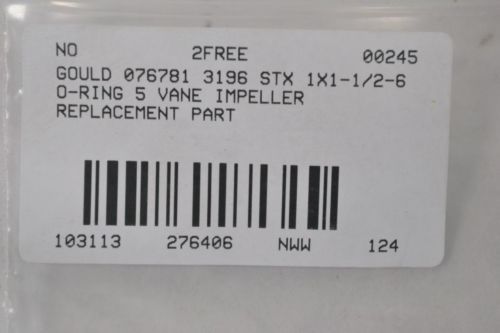 NO 2FREE 00245
GOULD 076781 3196 STX 1X1-1/2-6
O-RING 5 VANE IMPELLER
REPLACEMENT PART
103113 276406 NWW 124